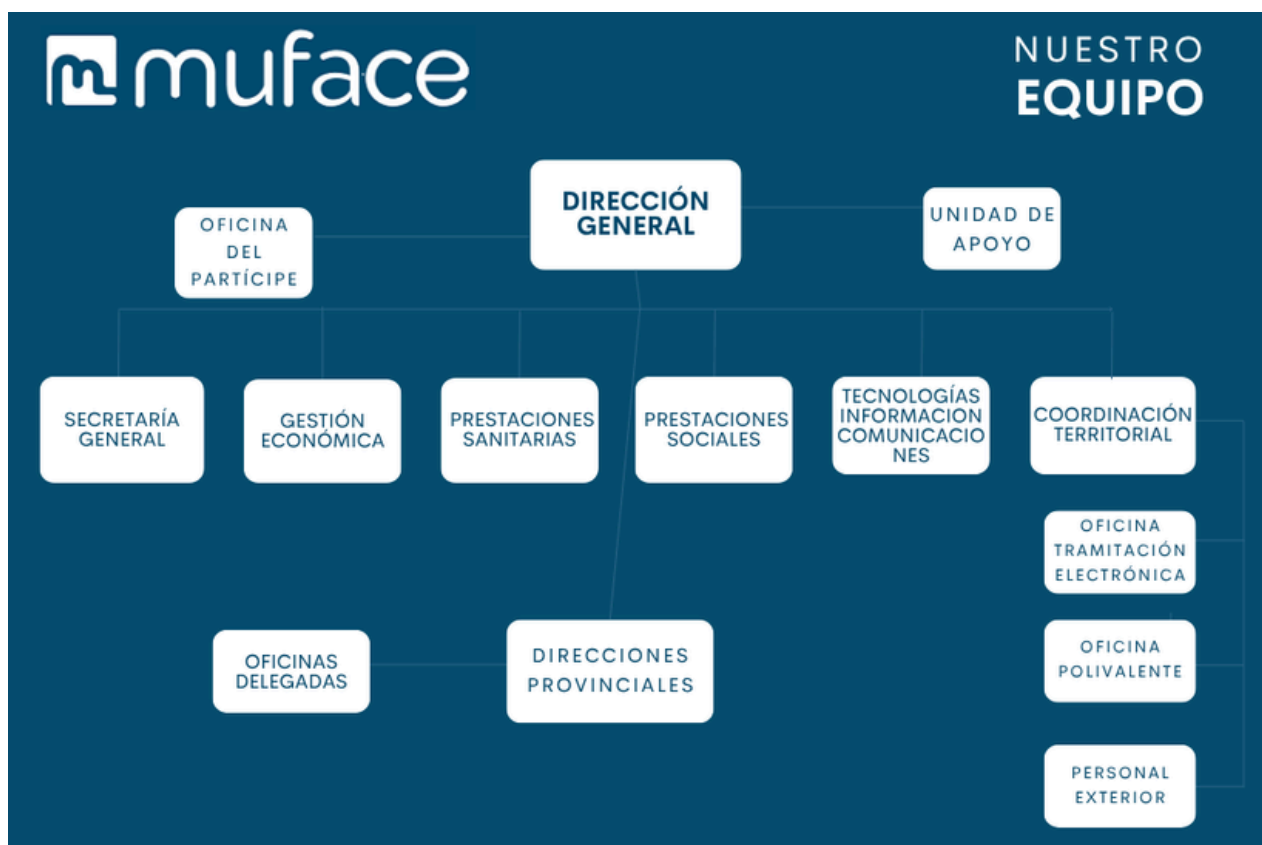 muface
NUESTRO
EQUIPO
DIRECCIÓN
GENERAL
OFICINA
DEL
PARTÍCIPE
UNIDAD DE
APOYO
SECRETARÍA
GENERAL
GESTIÓN
ECONÓMICA
PRESTACIONES
SANITARIAS
PRESTACIONES
SOCIALES
TECNOLOGÍAS
INFORMACION
COMUNICACIO
NES
COORDINACIÓN
TERRITORIAL
OFICINA
TRAMITACIÓN
ELECTRÓNICA
OFICINA
POLIVALENTE
PERSONAL
EXTERIOR
OFICINAS
DELEGADAS
DIRECCIONES
PROVINCIALES